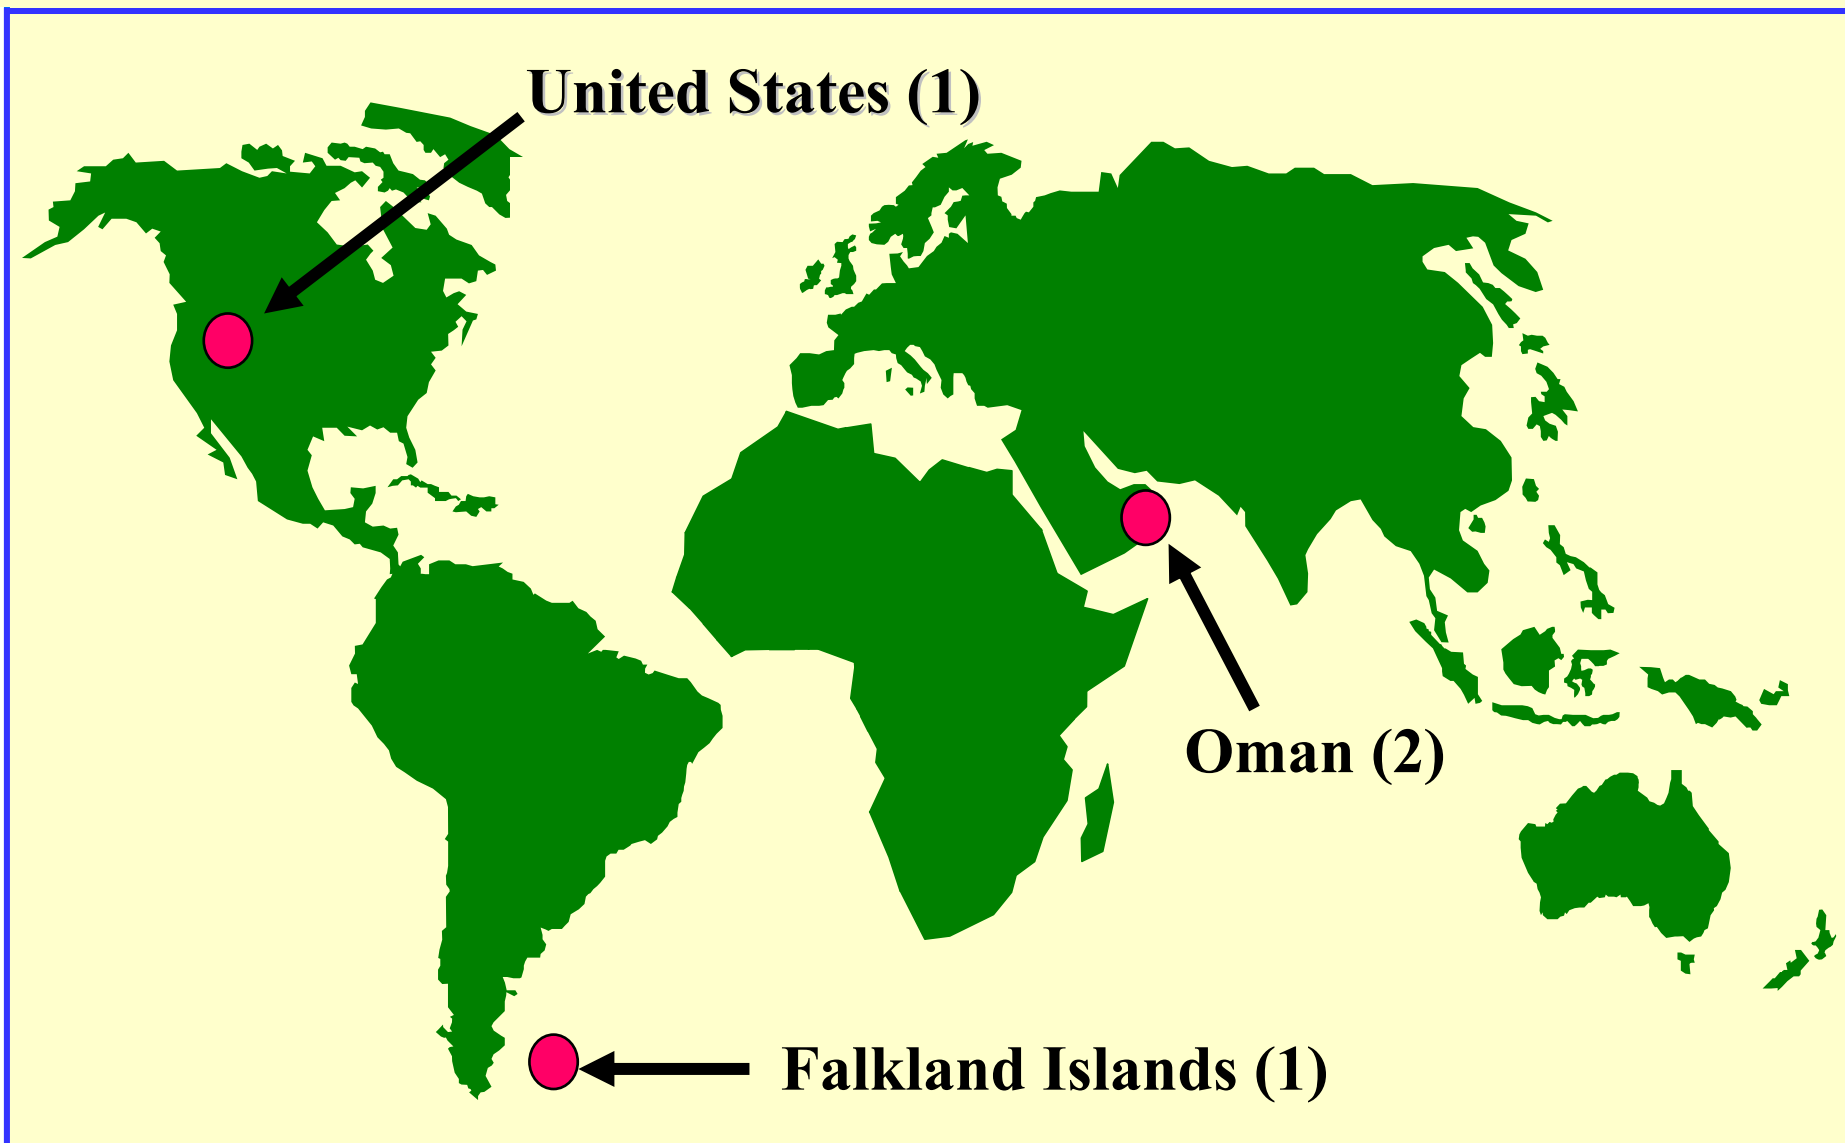 United States (1)
Oman (2)
Falkland Islands (1)